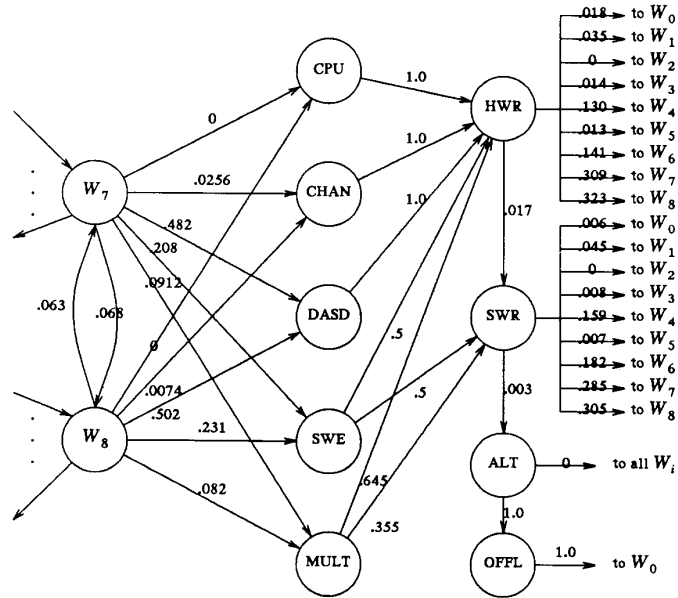 .018 to W₀
.035 to W₁
0 to W₂
.014 to W₃
.130 to W₄
.013 to W₅
.141 to W₆
.309 to W₇
.323 to W₈
CPU
1.0
HWR
0
1.0
W₇
.0256
CHAN
1.0
.017
.482
.208
.0912
.006 to W₀
.045 to W₁
0 to W₂
.008 to W₃
.159 to W₄
.007 to W₅
.182 to W₆
.285 to W₇
.305 to W₈
.063
.068
DASD
SWR
.5
0
.0074
.502
.5
.003
W₈
.231
SWE
.082
.645
.355
ALT
0
to all Wᵢ
1.0
MULT
OFFL
1.0
to W₀